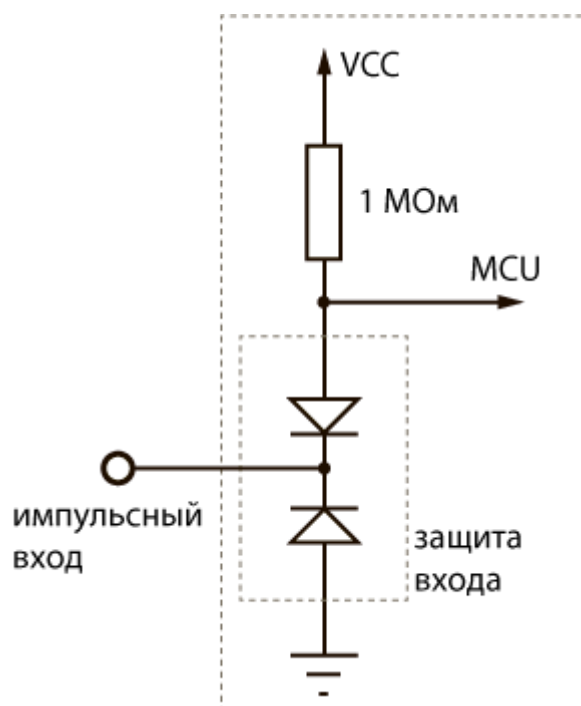 VCC
1 МОм
MCU
импульсный
вход
защита
входа